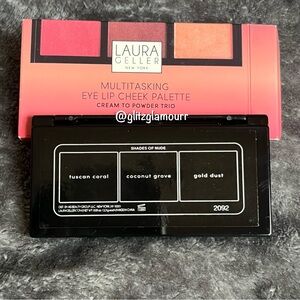 LAURA
GELLER
NEW YORK
MULTITASKING
EYE LIP CHEEK PALETTE
CREAM TO POWDER TRIO
@glitzglamourr
SHADES OF NUDE
tuscan coral
coconut grove
gold dust
2092